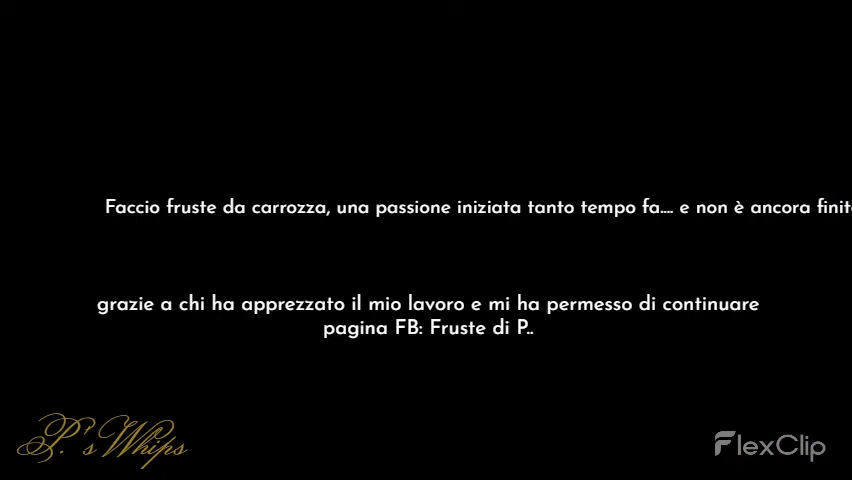 Faccio fruste da carrozza, una passione iniziata tanto tempo fa.... e non è ancora finit
grazie a chi ha apprezzato il mio lavoro e mi ha permesso di continuare
pagina FB: Fruste di P..
P.'s Whips
FlexClip